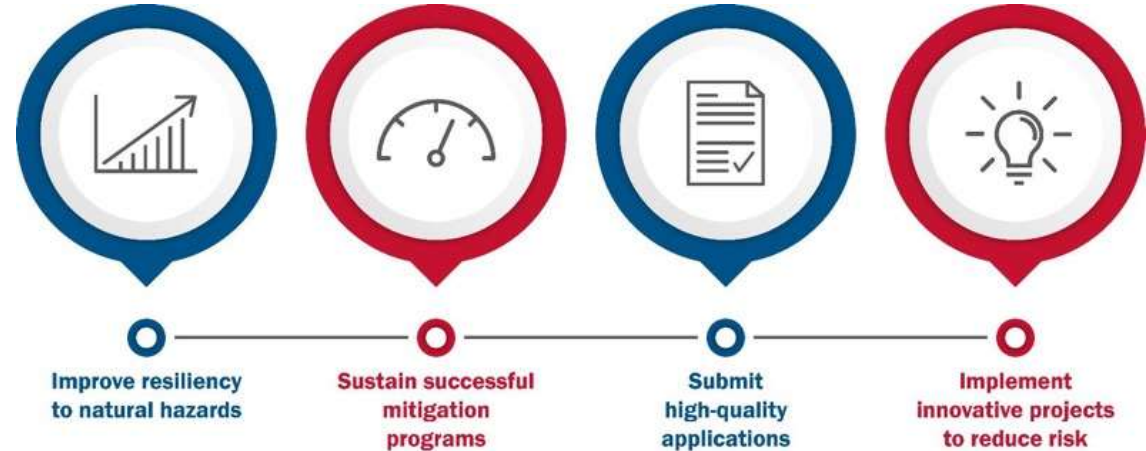 Improve resiliency
to natural hazards
Sustain successful
mitigation
programs
Submit
high-quality
applications
Implement
innovative projects
to reduce risk